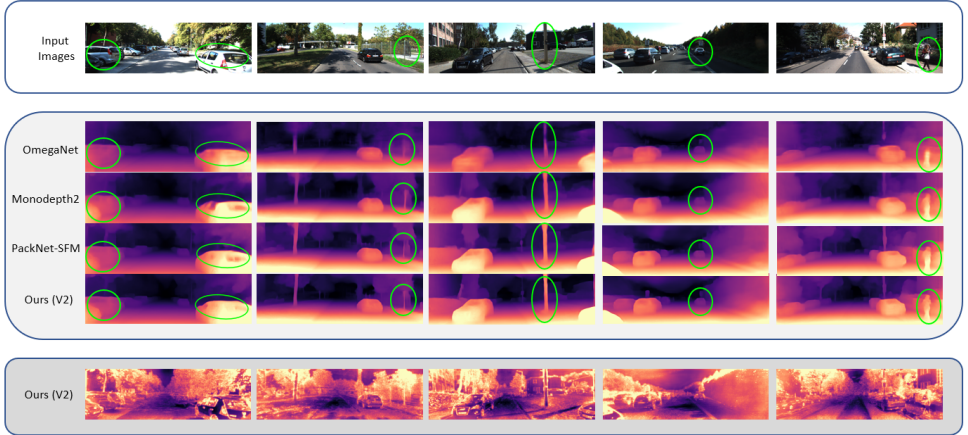 Input
Images
OmegaNet
Monodepth2
PackNet-SFM
Ours (V2)
Ours (V2)